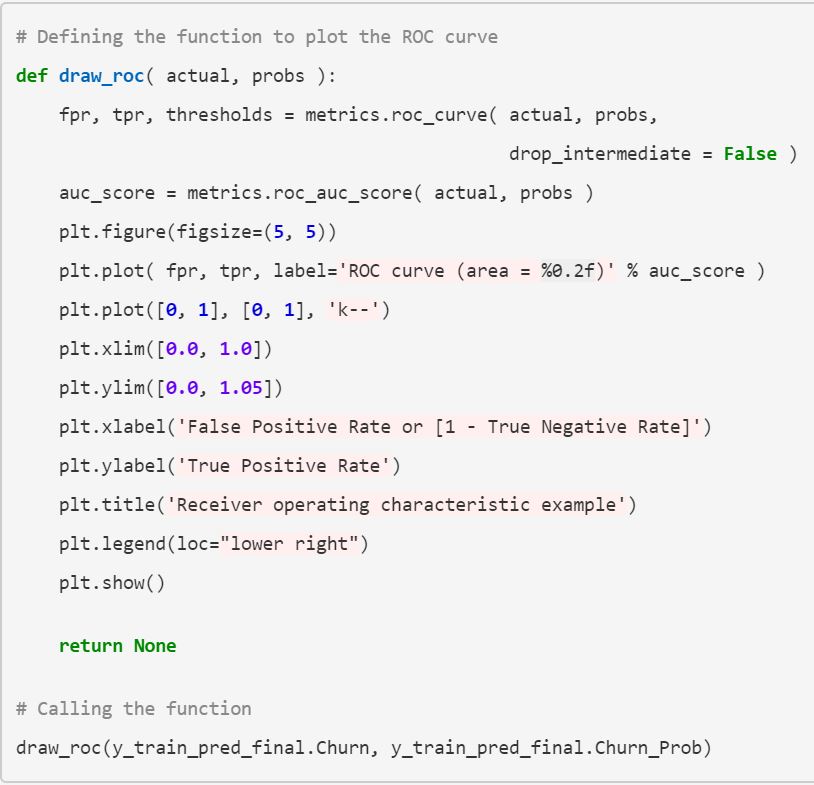 # Defining the function to plot the ROC curve
def draw_roc( actual, probs ):
    fpr, tpr, thresholds = metrics.roc_curve( actual, probs,
                                              drop_intermediate = False )
    auc_score = metrics.roc_auc_score( actual, probs )
    plt.figure(figsize=(5, 5))
    plt.plot( fpr, tpr, label='ROC curve (area = %0.2f)' % auc_score )
    plt.plot([0, 1], [0, 1], 'k--')
    plt.xlim([0.0, 1.0])
    plt.ylim([0.0, 1.05])
    plt.xlabel('False Positive Rate or [1 - True Negative Rate]')
    plt.ylabel('True Positive Rate')
    plt.title('Receiver operating characteristic example')
    plt.legend(loc="lower right")
    plt.show()
    return None
# Calling the function
draw_roc(y_train_pred_final.Churn, y_train_pred_final.Churn_Prob)